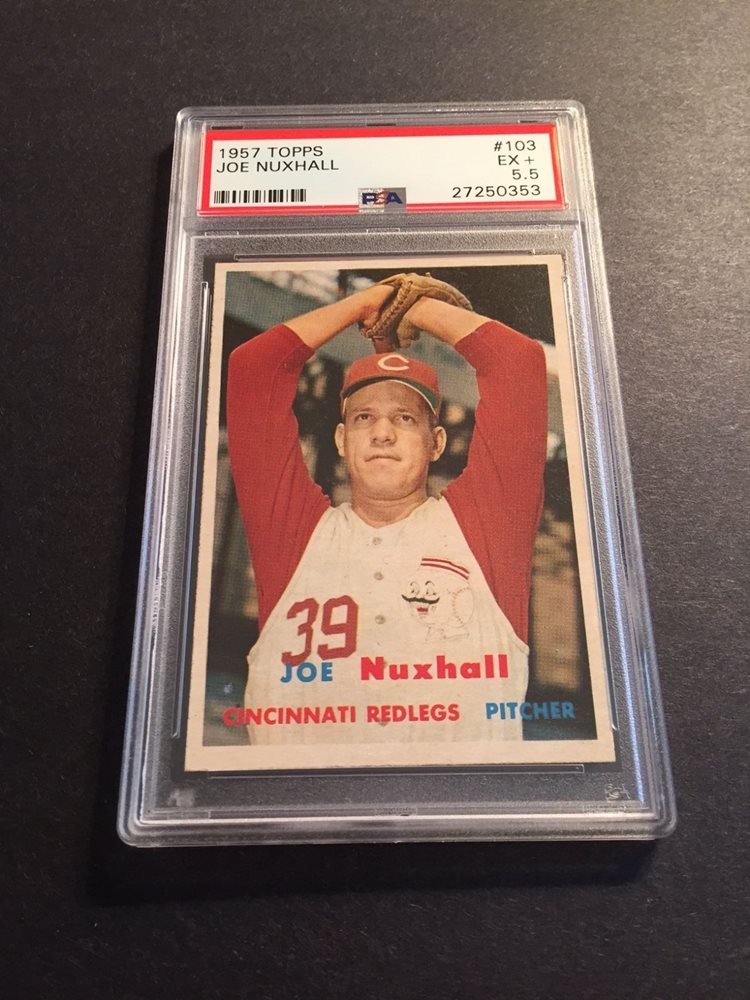 1957 TOPPS #103
JOE NUXHALL EX +
5.5
PSA 27250353
C
39
JOE Nuxhall
CINCINNATI REDLEGS PITCHER